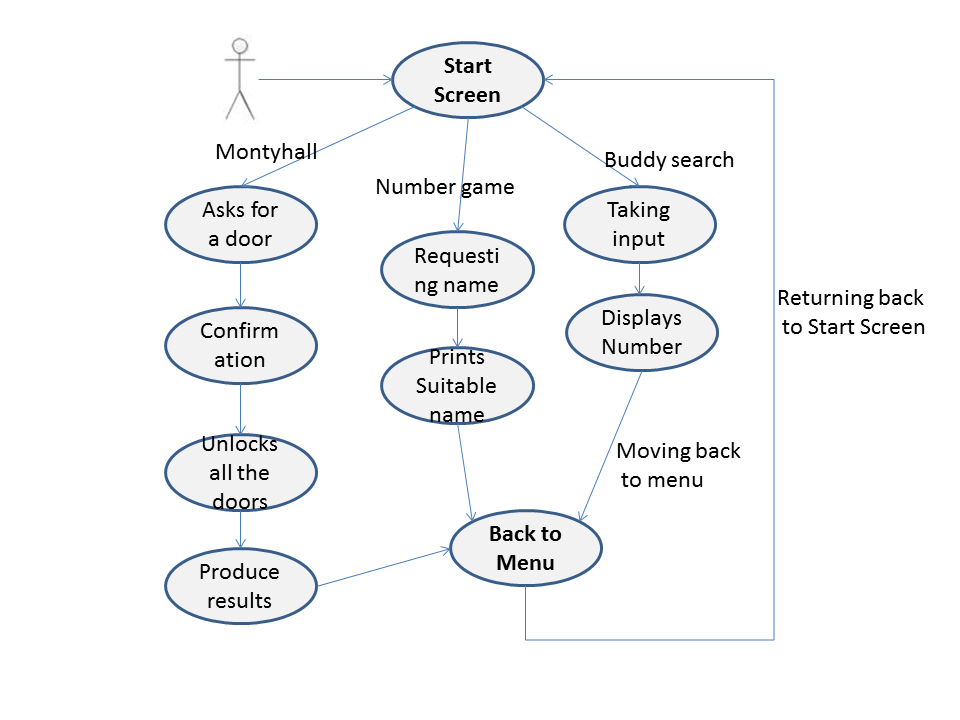 Start
Screen
Montyhall
Number game
Buddy search
Asks for
a door
Requesti
ng name
Taking
input
Confirm
ation
Prints
Suitable
name
Displays
Number
Returning back
to Start Screen
Unlocks
all the
doors
Moving back
to menu
Produce
results
Back to
Menu